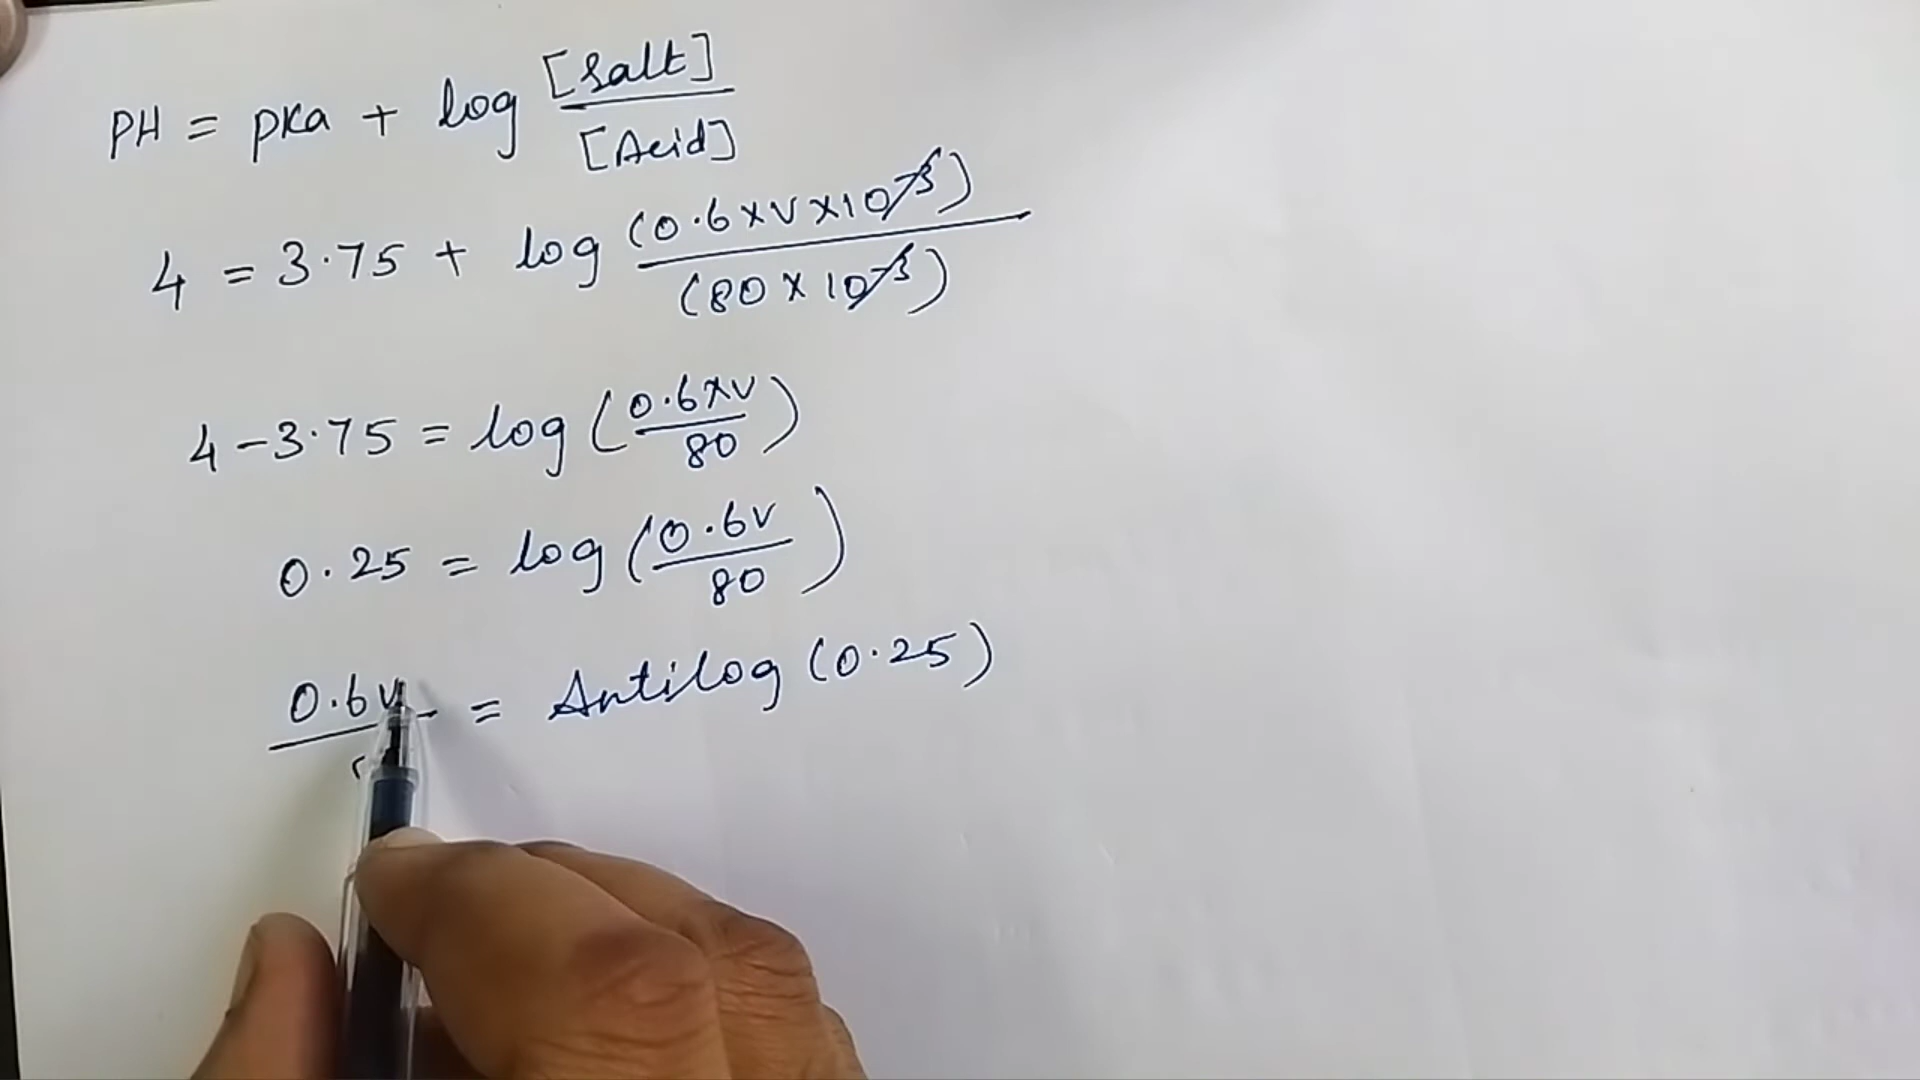 PH = pKa + log [Salt]/[Acid]
4 = 3.75 + log (0.6×V×10⁻³)/(80×10⁻³)
4-3.75 = log (0.6×V/80)
0.25 = log (0.6V/80)
0.6V = Antilog (0.25)